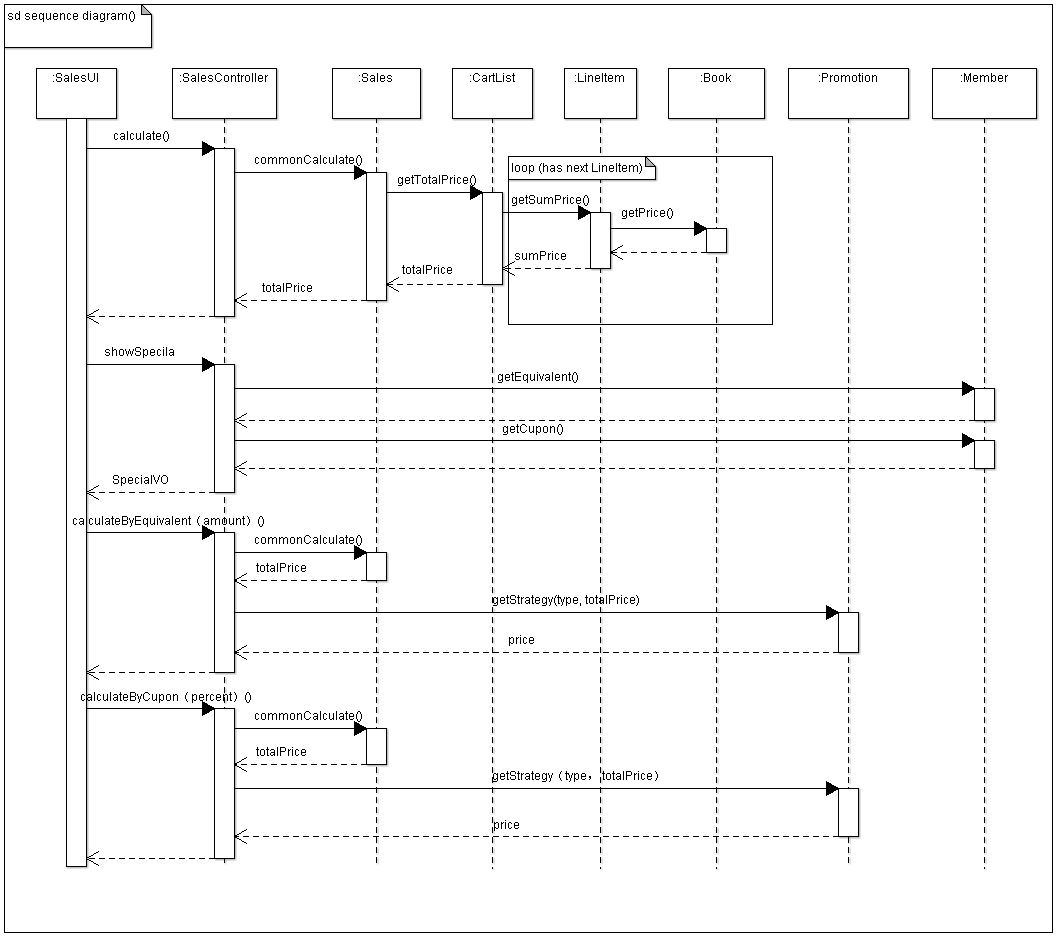 sd sequence diagram()
:SalesUI
:SalesController
:Sales
:CartList
:LineItem
:Book
:Promotion
:Member
calculate()
commonCalculate()
loop (has next LineItem)
getTotalPrice()
getSumPrice()
getPrice()
sumPrice
totalPrice
totalPrice
showSpecila
getEquivalent()
getCupon()
SpecialVO
calculateByEquivalent（amount）()
commonCalculate()
totalPrice
getStrategy(type, totalPrice)
price
calculateByCupon（percent）()
commonCalculate()
totalPrice
getStrategy（type， totalPrice）
price